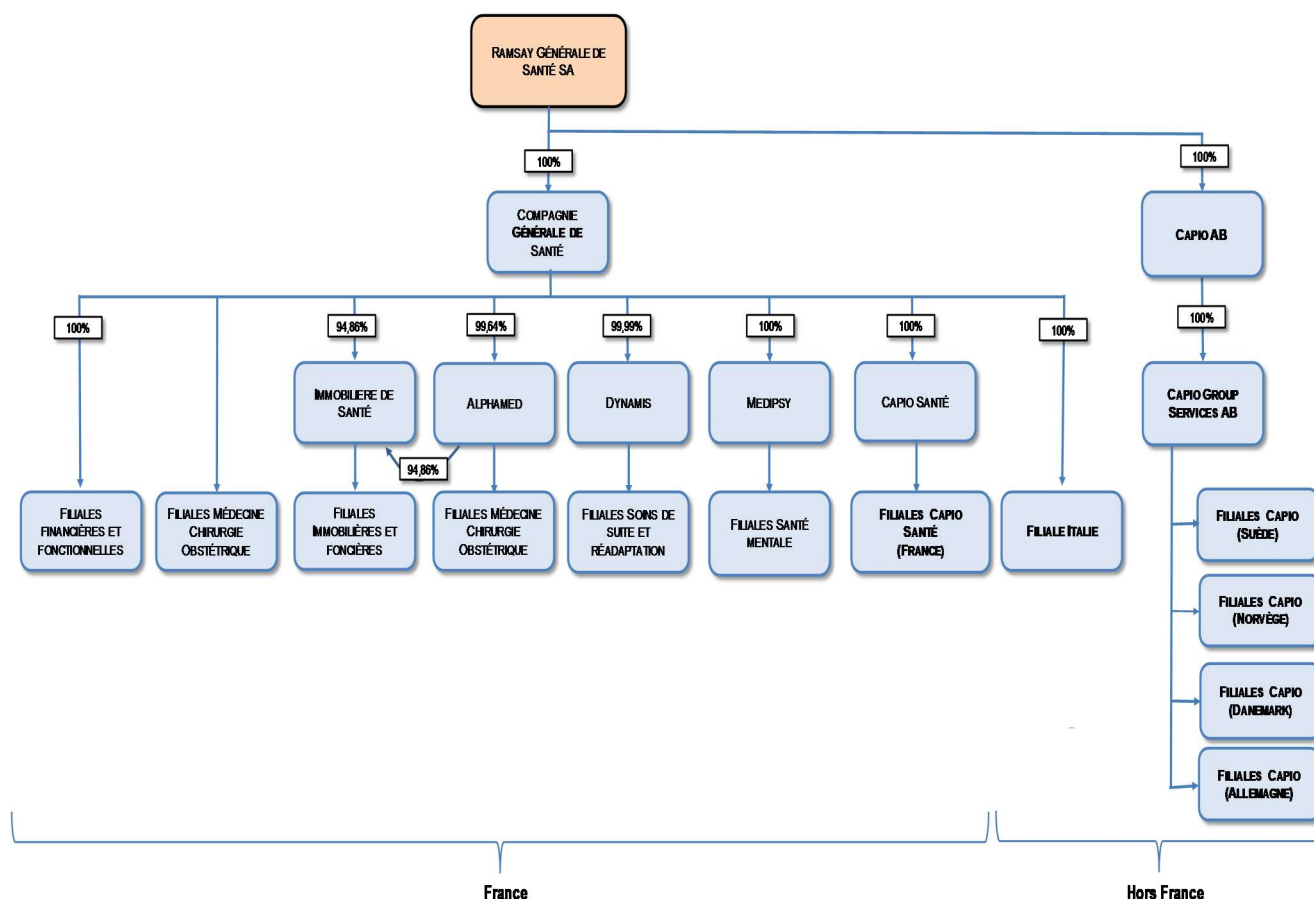 RAMSAY GÉNÉRALE DE
SANTÉ SA
100%
100%
COMPAGNIE
GÉNÉRALE DE
SANTÉ
CAPIO AB
100%
94,86%
99,64%
99,99%
100%
100%
100%
100%
IMMOBILIERE DE
SANTÉ
ALPHAMED
DYNAMIS
MEDIPSY
CAPIO SANTÉ
CAPIO GROUP
SERVICES AB
94,86%
FILIALES
FINANCIÈRES ET
FONCTIONNELLES
FILIALES MÉDECINE
CHIRURGIE
OBSTÉTRIQUE
FILIALES
IMMOBILIÈRES ET
FONCIÈRES
FILIALES MÉDECINE
CHIRURGIE
OBSTÉTRIQUE
FILIALES SOINS DE
SUITE ET
RÉADAPTATION
FILIALES SANTÉ
MENTALE
FILIALES CAPIO
SANTÉ
(FRANCE)
FILIALE ITALIE
FILIALES CAPIO
(SUÈDE)
FILIALES CAPIO
(NORVÈGE)
FILIALES CAPIO
(DANEMARK)
FILIALES CAPIO
(ALLEMAGNE)
France
Hors France